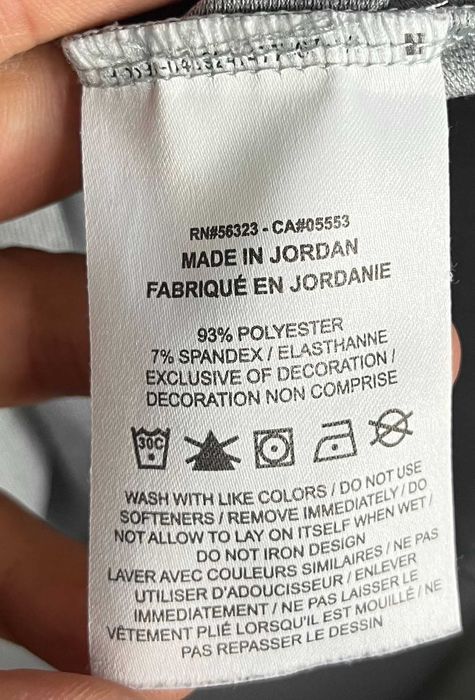 RN#56323 - CA#05553
MADE IN JORDAN
FABRIQUÉ EN JORDANIE
93% POLYESTER
7% SPANDEX / ELASTHANNE
EXCLUSIVE OF DECORATION /
DECORATION NON COMPRISE
30C
WASH WITH LIKE COLORS / DO NOT USE
SOFTENERS / REMOVE IMMEDIATELY / DO
NOT ALLOW TO LAY ON ITSELF WHEN WET /
DO NOT IRON DESIGN
LAVER AVEC COULEURS SIMILAIRES / NE PAS
UTILISER D'ADOUCISSEUR / ENLEVER
IMMEDIATEMENT / NE PAS LAISSER LE
VÊTEMENT PLIÉ LORSQU'IL EST MOUILLÉ / NE
PAS REPASSER LE DESSIN